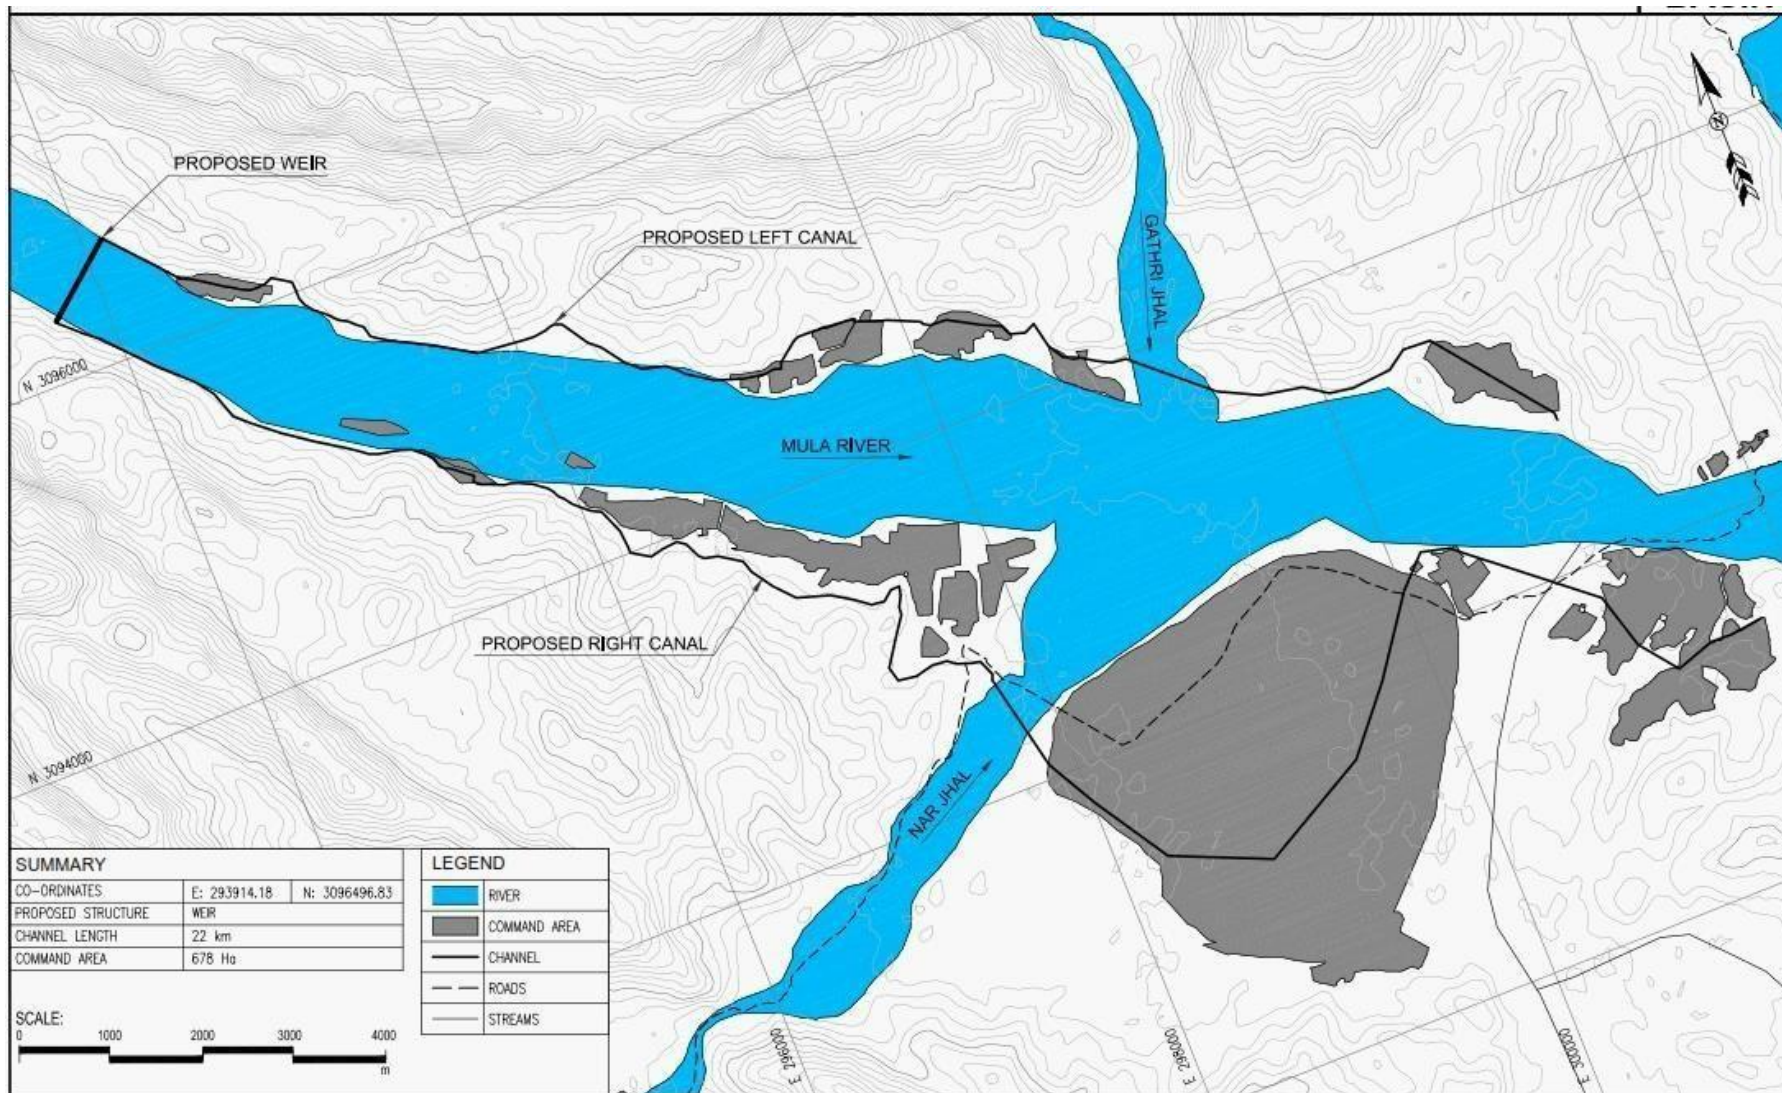 PROPOSED WEIR
PROPOSED LEFT CANAL
GATHRI JHAL
N
N 3096000
MULA RIVER
PROPOSED RIGHT CANAL
N 3094000
NAR JHAL
E 296000
E 298000
E 300000
SUMMARY
CO-ORDINATES E: 293914.18 N: 3096496.83
PROPOSED STRUCTURE WEIR
CHANNEL LENGTH 22 km
COMMAND AREA 678 Ha
SCALE:
0 1000 2000 3000 4000
m
LEGEND
RIVER
COMMAND AREA
CHANNEL
ROADS
STREAMS